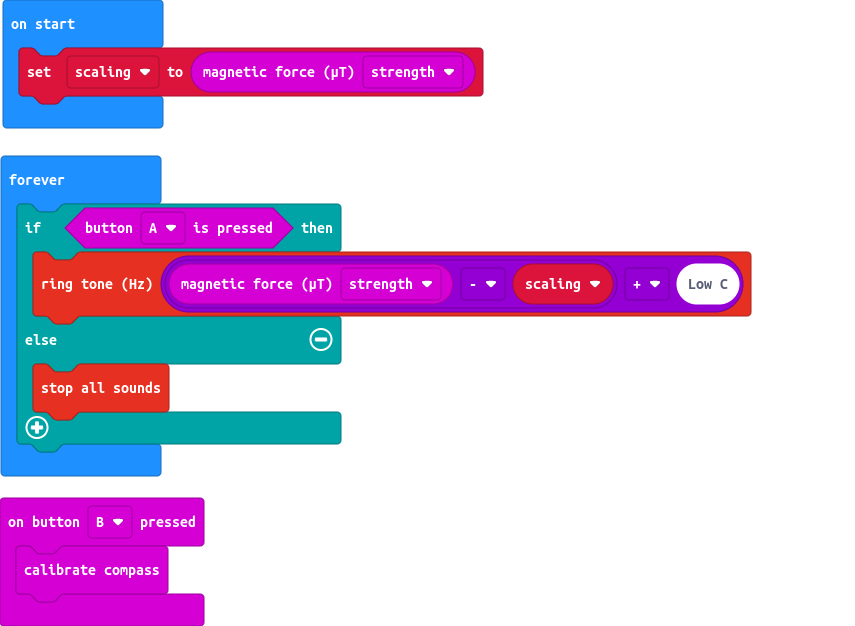 on start
set scaling to magnetic force (µT) strength
forever
if button A is pressed then
ring tone (Hz) magnetic force (µT) strength - scaling + Low C
else
stop all sounds
on button B pressed
calibrate compass